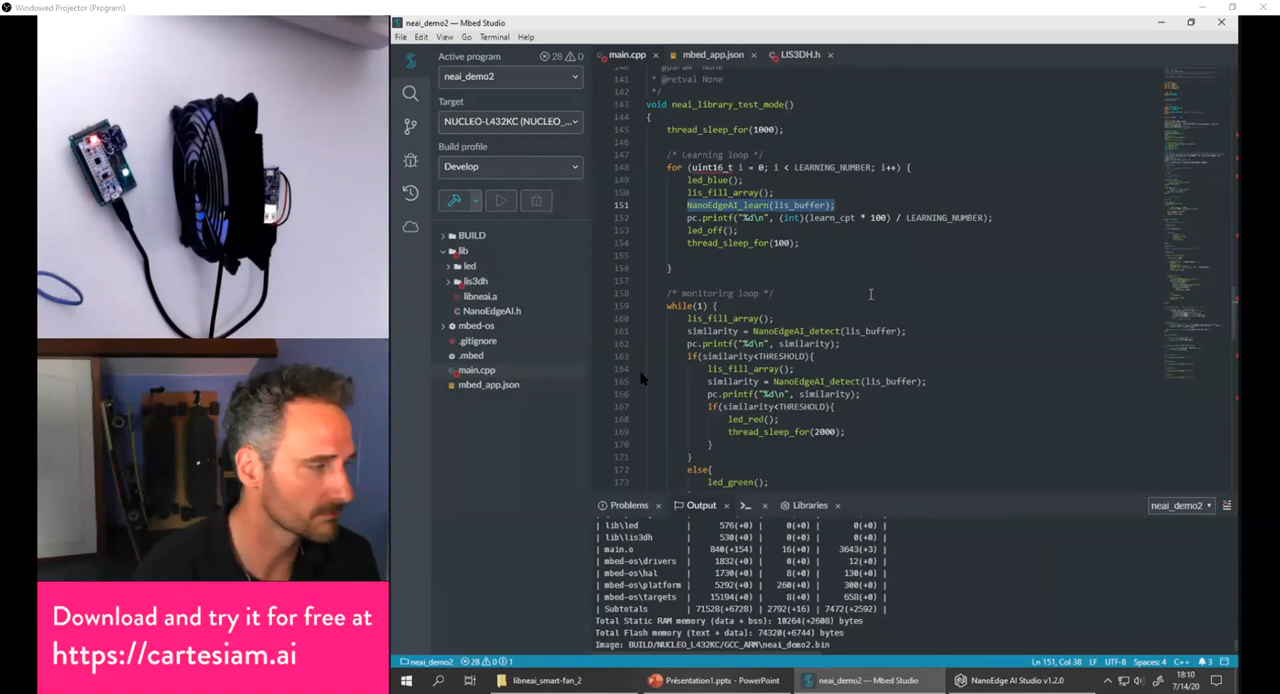 Windowed Projector (Program)
neai_demo2 — Mbed Studio
File Edit View Go Terminal Help
Active program 28 0
neai_demo2
Target
NUCLEO-L432KC (NUCLEO_...
Build profile
Develop
BUILD
lib
led
lis3dh
libneai.a
NanoEdgeAI.h
mbed-os
.gitignore
.mbed
main.cpp
mbed_app.json
main.cpp mbed_app.json LIS3DH.h
140 * @param None
141 * @retval None
142 */
143 void neai_library_test_mode()
144 {
145 thread_sleep_for(1000);
146
147 /* Learning loop */
148 for (uint16_t i = 0; i < LEARNING_NUMBER; i++) {
149 led_blue();
150 lis_fill_array();
151 NanoEdgeAI_learn(lis_buffer);
152 pc.printf("%d\n", (int)(learn_cpt * 100) / LEARNING_NUMBER);
153 led_off();
154 thread_sleep_for(100);
155
156 }
157
158 /* monitoring loop */
159 while(1) {
160 lis_fill_array();
161 similarity = NanoEdgeAI_detect(lis_buffer);
162 pc.printf("%d\n", similarity);
163 if(similarity<THRESHOLD){
164 lis_fill_array();
165 similarity = NanoEdgeAI_detect(lis_buffer);
166 pc.printf("%d\n", similarity);
167 if(similarity<THRESHOLD){
168 led_red();
169 thread_sleep_for(2000);
170 }
171 }
172 else{
173 led_green();
Problems Output Libraries neai_demo2
| lib\led | 576(+0) | 0(+0) | 0(+0) |
| lib\lis3dh | 530(+0) | 0(+0) | 0(+0) |
| main.o | 840(+154) | 16(+0) | 3643(+3) |
| mbed-os\drivers | 1832(+0) | 0(+0) | 12(+0) |
| mbed-os\hal | 1730(+0) | 8(+0) | 130(+0) |
| mbed-os\platform | 5292(+0) | 260(+0) | 300(+0) |
| mbed-os\targets | 15194(+0) | 8(+0) | 658(+0) |
| Subtotals | 71528(+6728) | 2792(+16) | 7472(+2592) |
Total Static RAM memory (data + bss): 10264(+2608) bytes
Total Flash memory (text + data): 74320(+6744) bytes
Image: BUILD/NUCLEO_L432KC/GCC_ARM\neai_demo2.bin
neai_demo2 28 0 1 Ln 151, Col 38 LF UTF-8 Spaces: 4 C++ 3
Download and try it for free at
https://cartesiam.ai
libneai_smart-fan_2 Présentation1.pptx — PowerPoint neai_demo2 — Mbed Studio NanoEdge AI Studio v1.2.0
18:10
7/14/20